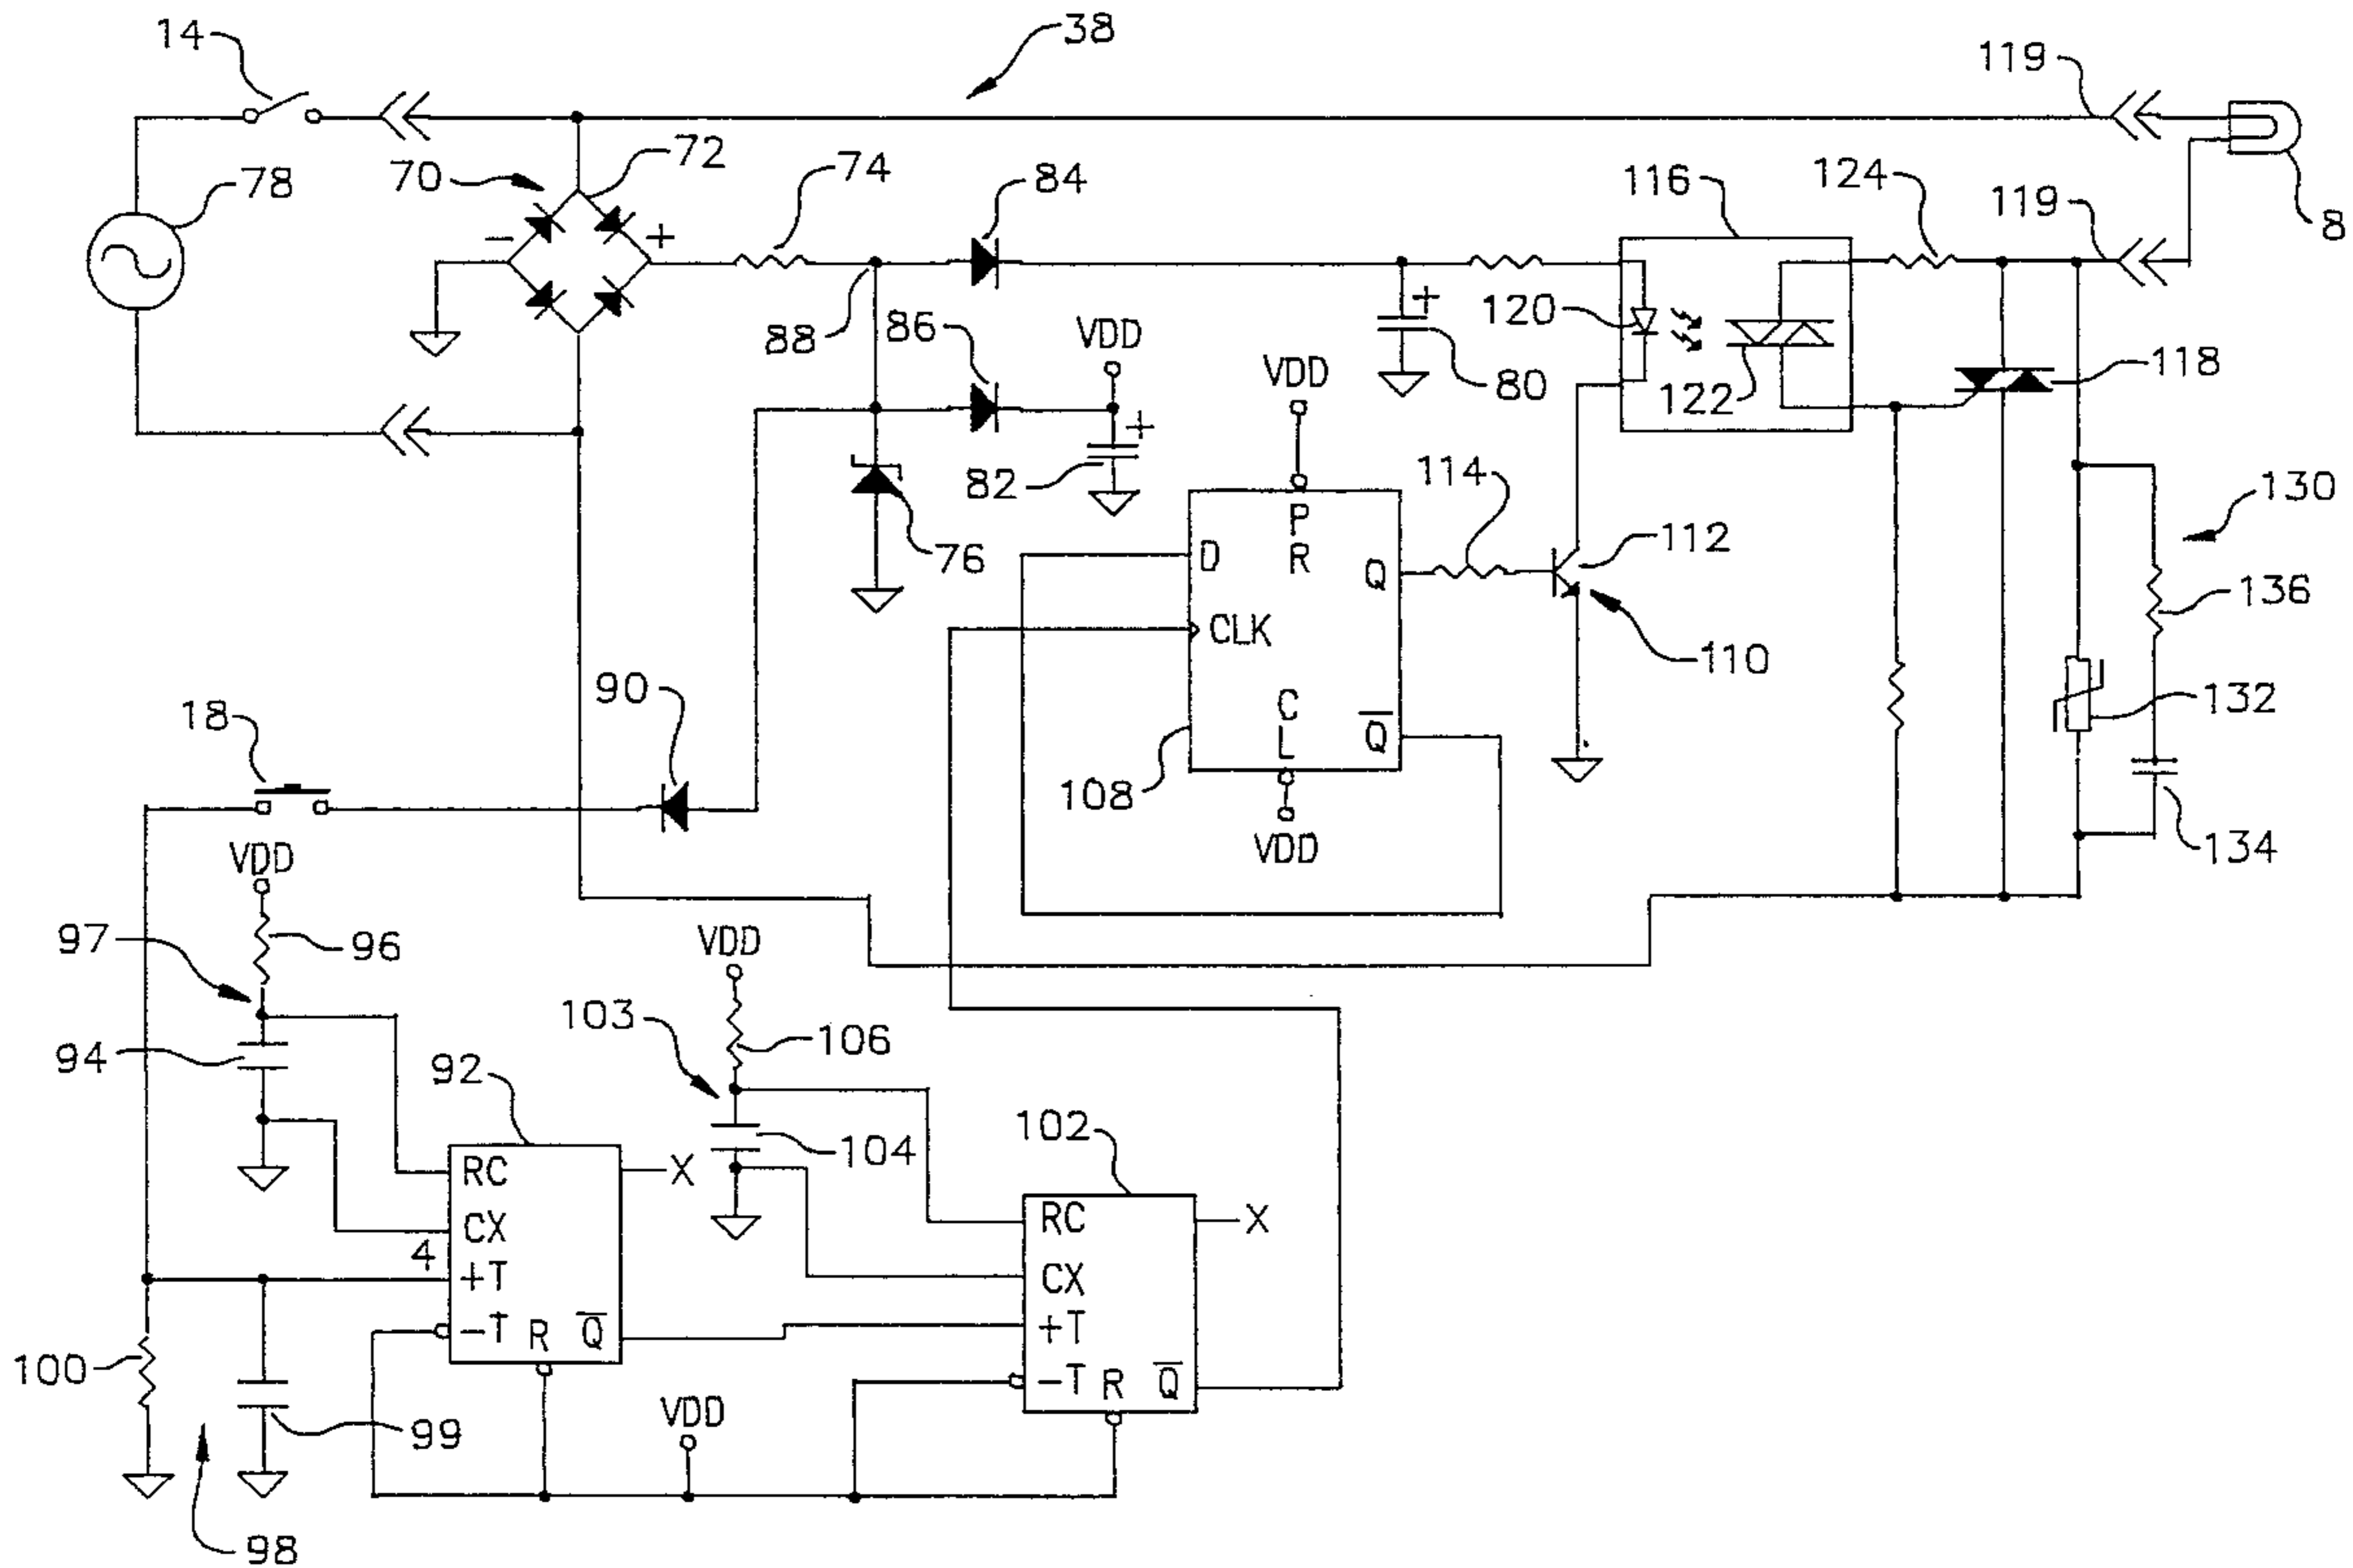 14
38
119
78
70
72
74
84
116
124
119
8
-
+
88
86
VDD
+
80
120
122
118
VDD
+
82
76
114
112
130
P
R
D
Q
CLK
110
136
C
L
Q̅
108
VDD
132
134
18
90
VDD
97
96
94
VDD
103
106
104
92
102
RC
X
CX
4
+T
-T
R
Q̅
RC
X
CX
+T
-T
R
Q̅
100
99
VDD
98